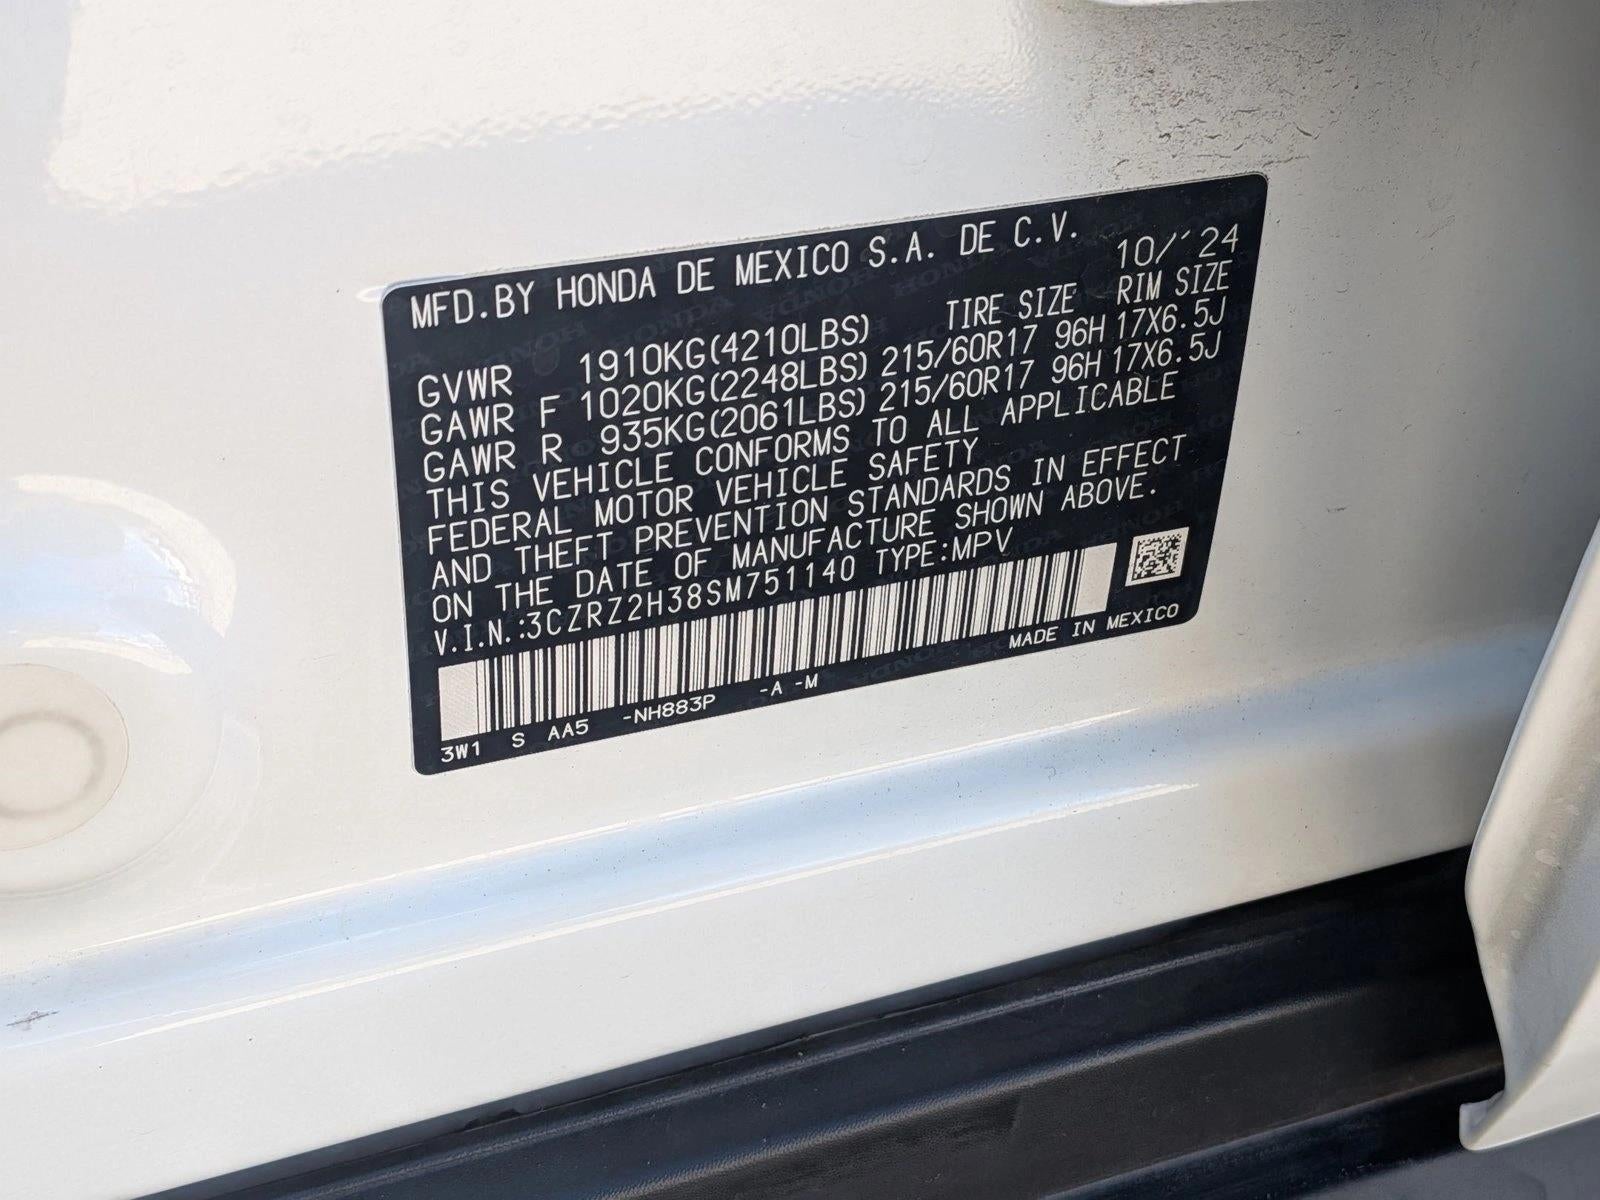 MFD.BY HONDA DE MEXICO S.A. DE C.V. 10/'24
TIRE SIZE RIM SIZE
GVWR 1910KG(4210LBS)
GAWR F 1020KG(2248LBS) 215/60R17 96H 17X6.5J
GAWR R 935KG(2061LBS) 215/60R17 96H 17X6.5J
THIS VEHICLE CONFORMS TO ALL APPLICABLE
FEDERAL MOTOR VEHICLE SAFETY
AND THEFT PREVENTION STANDARDS IN EFFECT
ON THE DATE OF MANUFACTURE SHOWN ABOVE.
V.I.N.:3CZRZ2H38SM751140 TYPE:MPV
MADE IN MEXICO
3W1 S AA5 -NH883P -A -M